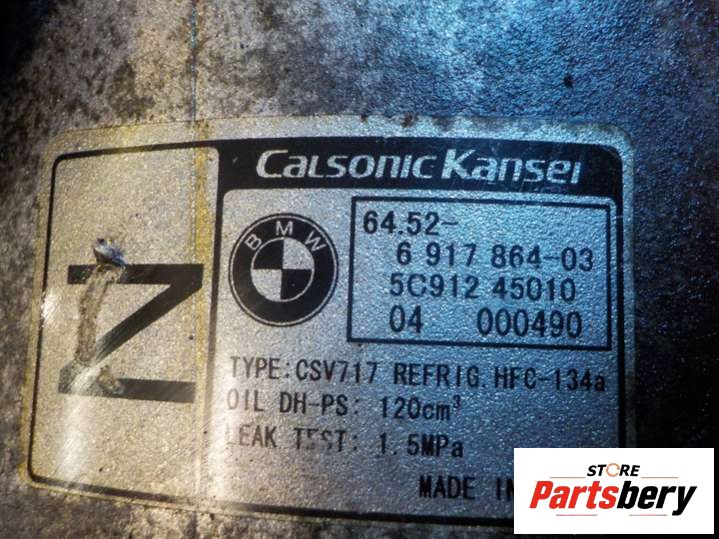 Calsonic Kansei
BMW
64.52-
6 917 864-03
5C912 45010
04 000490
N
TYPE:CSV717 REFRIG.HFC-134a
OIL DH-PS: 120cm³
LEAK TEST: 1.5MPa
MADE IN
STORE
Partsbery